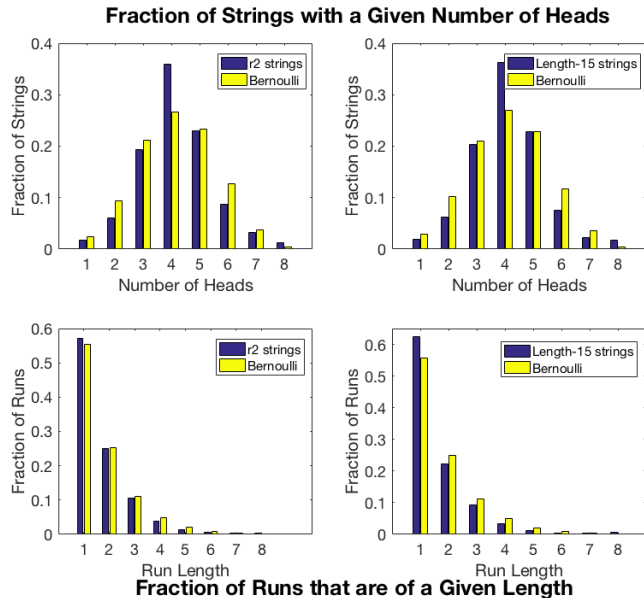 Fraction of Strings with a Given Number of Heads
0.4
0.3
0.2
0.1
0
Fraction of Strings
r2 strings
Bernoulli
1 2 3 4 5 6 7 8
Number of Heads
0.4
0.3
0.2
0.1
0
Fraction of Strings
Length-15 strings
Bernoulli
1 2 3 4 5 6 7 8
Number of Heads
0.6
0.5
0.4
0.3
0.2
0.1
0
Fraction of Runs
r2 strings
Bernoulli
1 2 3 4 5 6 7 8
Run Length
0.6
0.5
0.4
0.3
0.2
0.1
0
Fraction of Runs
Length-15 strings
Bernoulli
1 2 3 4 5 6 7 8
Run Length
Fraction of Runs that are of a Given Length